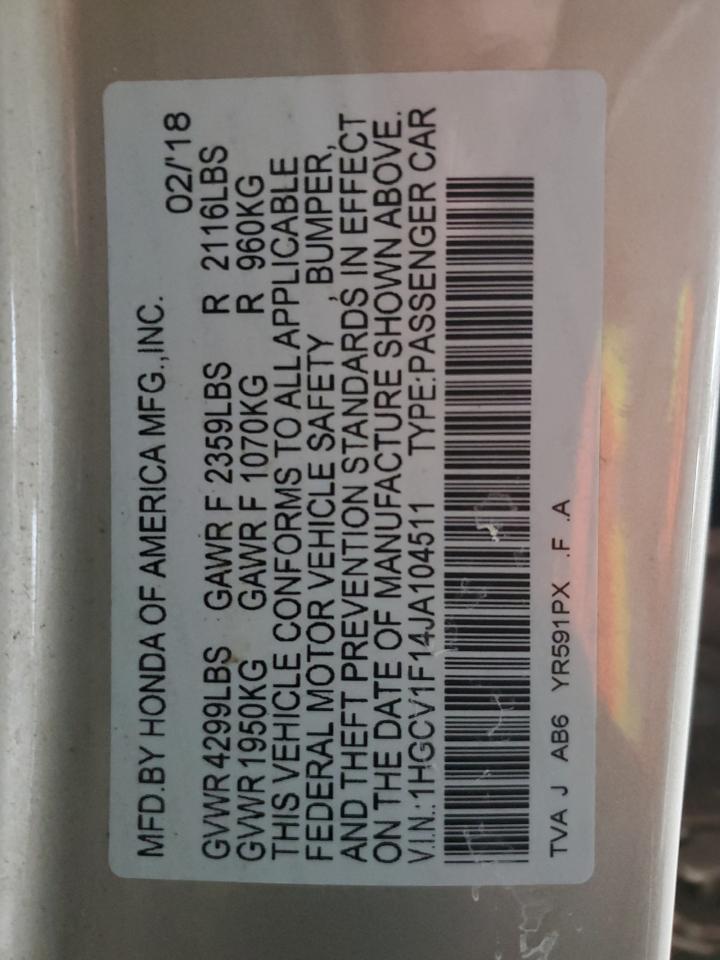 MFD.BY HONDA OF AMERICA MFG.,INC.
02/'18
GVWR 4299LBS GAWR F 2359LBS R 2116LBS
GVWR 1950KG GAWR F 1070KG R 960KG
THIS VEHICLE CONFORMS TO ALL APPLICABLE
FEDERAL MOTOR VEHICLE SAFETY, BUMPER,
AND THEFT PREVENTION STANDARDS IN EFFECT
ON THE DATE OF MANUFACTURE SHOWN ABOVE.
V.I.N.:1HGCV1F14JA104511 TYPE:PASSENGER CAR
TVA J AB6 YR591PX .F .A